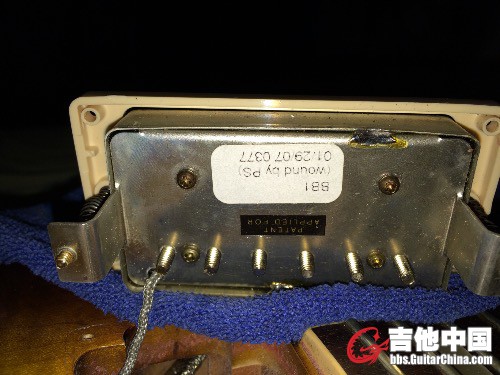 BB1
(wound by PS)
01/29/07 0377
PATENT
APPLIED FOR
吉他中国
bbs.GuitarChina.com